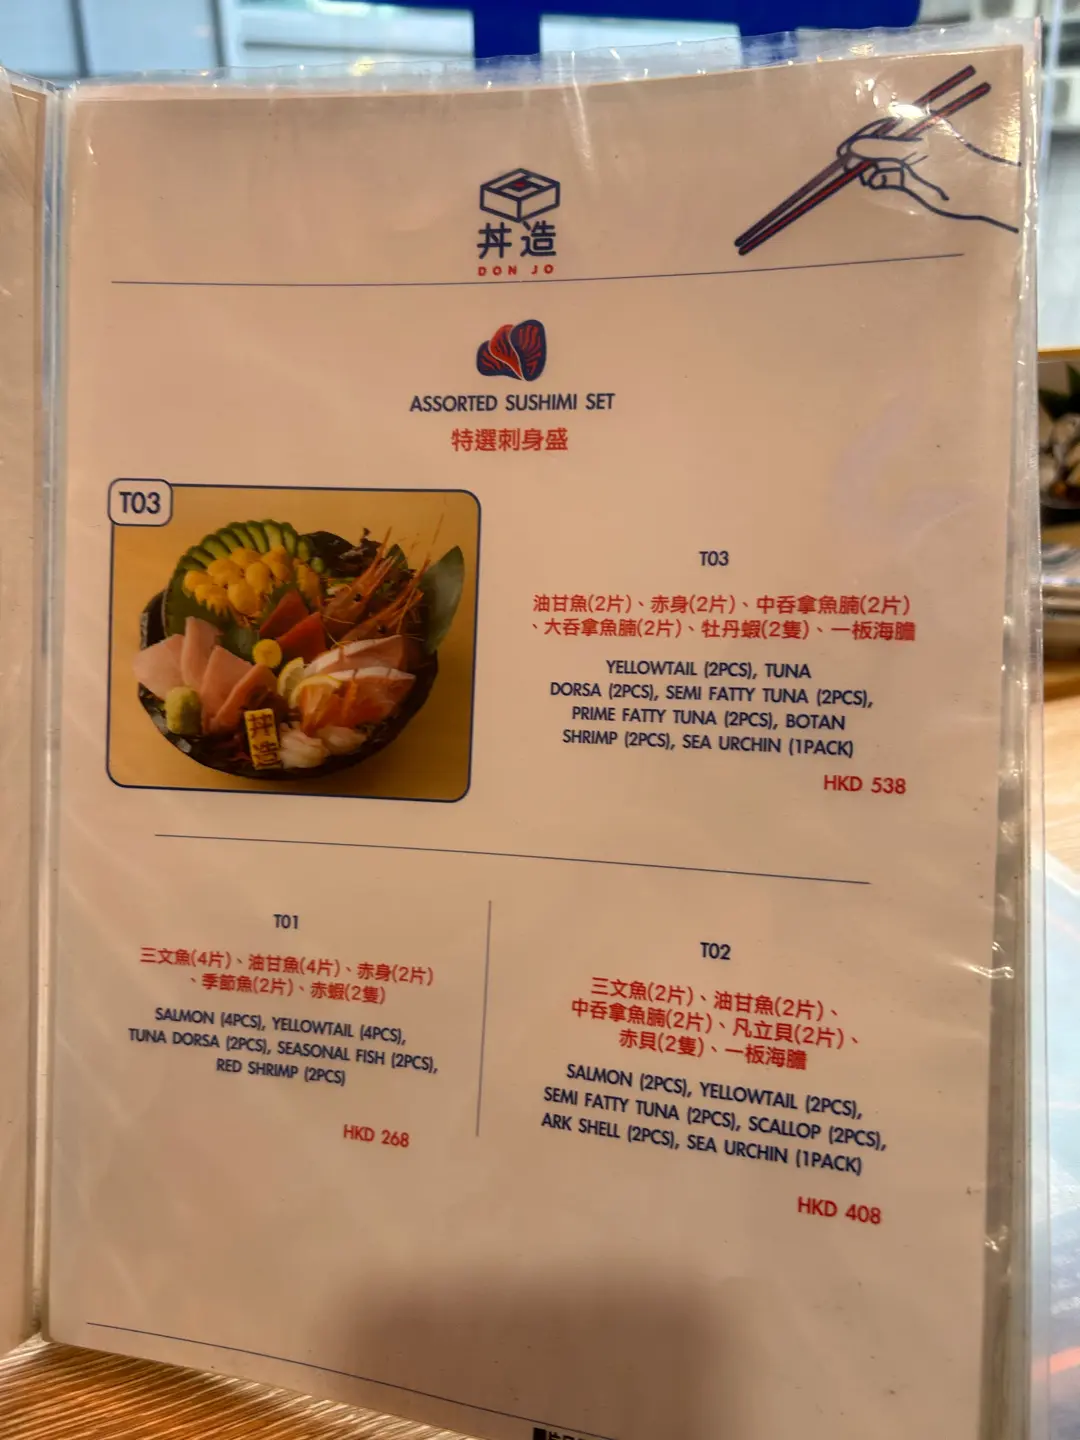 丼造
DON JO
ASSORTED SUSHIMI SET
特選刺身盛
T03
丼造
T03
油甘魚(2片)、赤身(2片)、中吞拿魚腩(2片)
、大吞拿魚腩(2片)、牡丹蝦(2隻)、一板海膽
YELLOWTAIL (2PCS), TUNA
DORSA (2PCS), SEMI FATTY TUNA (2PCS),
PRIME FATTY TUNA (2PCS), BOTAN
SHRIMP (2PCS), SEA URCHIN (1PACK)
HKD 538
T01
三文魚(4片)、油甘魚(4片)、赤身(2片)
、季節魚(2片)、赤蝦(2隻)
SALMON (4PCS), YELLOWTAIL (4PCS),
TUNA DORSA (2PCS), SEASONAL FISH (2PCS),
RED SHRIMP (2PCS)
HKD 268
T02
三文魚(2片)、油甘魚(2片)、
中吞拿魚腩(2片)、凡立貝(2片)、
赤貝(2隻)、一板海膽
SALMON (2PCS), YELLOWTAIL (2PCS),
SEMI FATTY TUNA (2PCS), SCALLOP (2PCS),
ARK SHELL (2PCS), SEA URCHIN (1PACK)
HKD 408